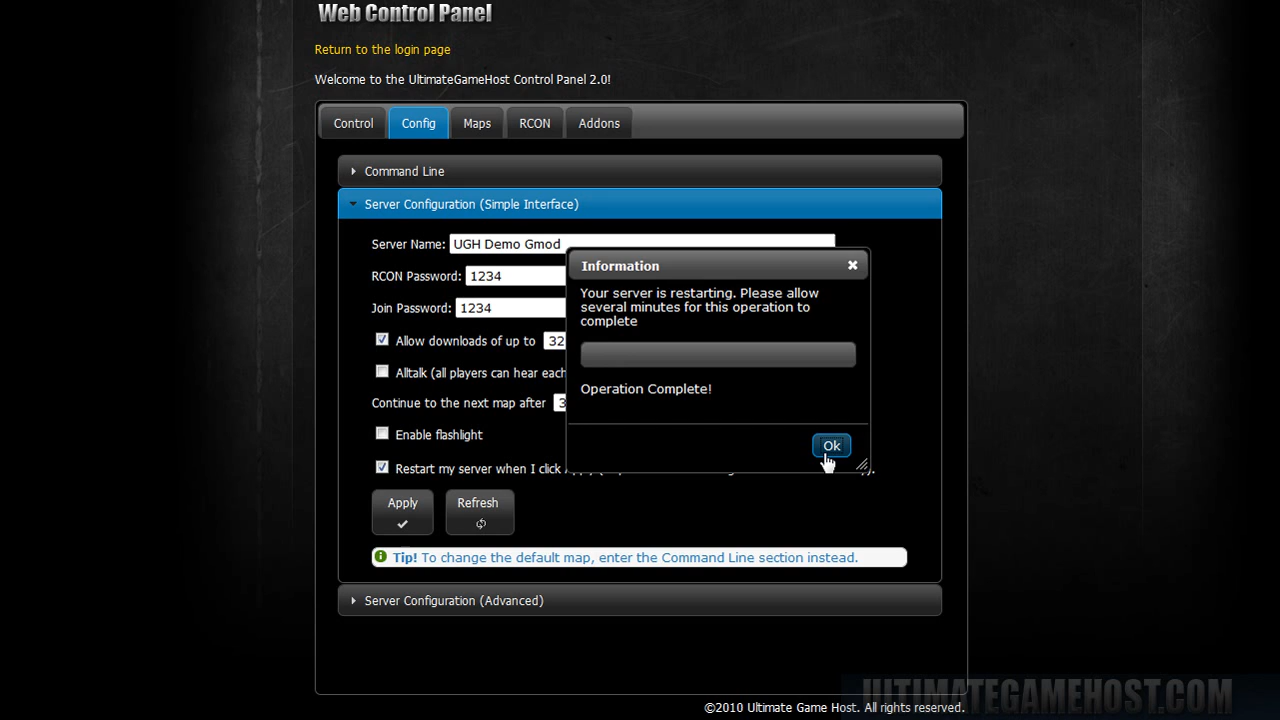 Web Control Panel
Return to the login page
Welcome to the UltimateGameHost Control Panel 2.0!
Control Config Maps RCON Addons
Command Line
Server Configuration (Simple Interface)
Server Name: UGH Demo Gmod
RCON Password: 1234
Join Password: 1234
Allow downloads of up to 32
Alltalk (all players can hear each
Continue to the next map after 3
Enable flashlight
Restart my server when I click
Information
Your server is restarting. Please allow
several minutes for this operation to
complete
Operation Complete!
Ok
Apply Refresh
Tip! To change the default map, enter the Command Line section instead.
Server Configuration (Advanced)
ULTIMATEGAMEHOST.COM
©2010 Ultimate Game Host. All rights reserved.